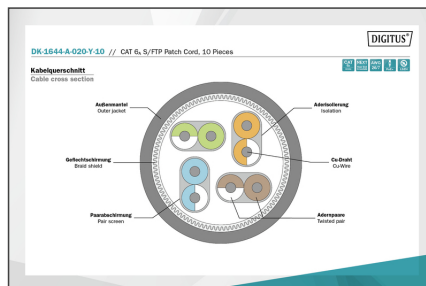 DIGITUS®
DK-1644-A-020-Y-10 // CAT 6A S/FTP Patch Cord, 10 Pieces
Kabelquerschnitt
Cable cross section
Außenmantel
Outer jacket
Aderisolierung
Isolation
Geflechtschirmung
Braid shield
Cu-Draht
Cu-Wire
Paarabschirmung
Pair screen
Adernpaare
Twisted pair